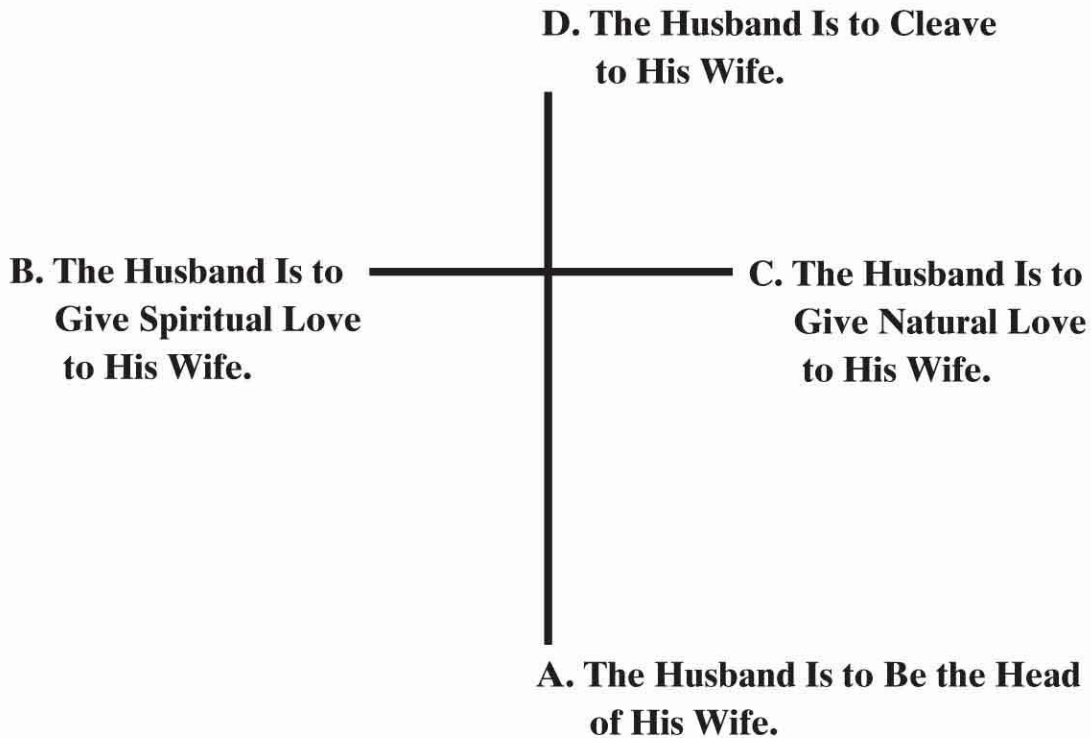 D. The Husband Is to Cleave
to His Wife.
B. The Husband Is to
Give Spiritual Love
to His Wife.
C. The Husband Is to
Give Natural Love
to His Wife.
A. The Husband Is to Be the Head
of His Wife.